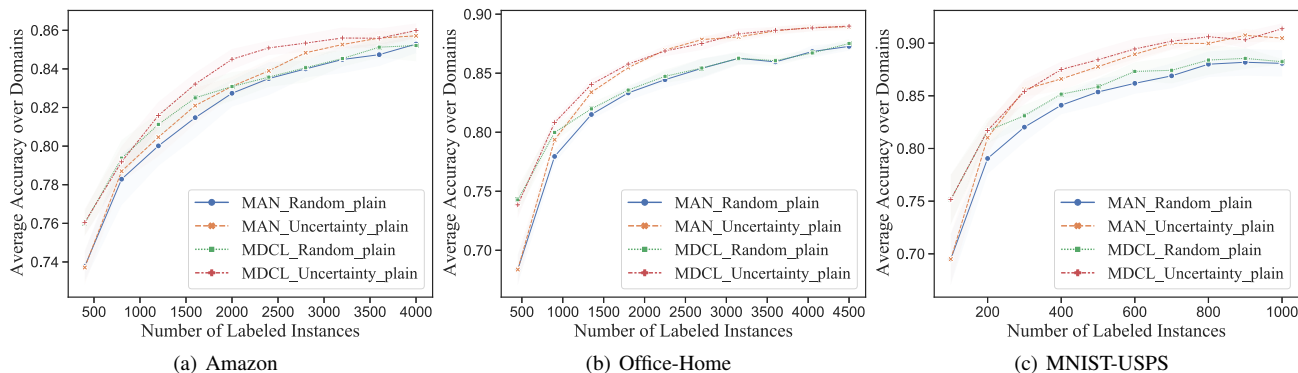 Average Accuracy over Domains
0.86
0.84
0.82
0.80
0.78
0.76
0.74
MAN_Random_plain
MAN_Uncertainty_plain
MDCL_Random_plain
MDCL_Uncertainty_plain
500 1000 1500 2000 2500 3000 3500 4000
Number of Labeled Instances
(a) Amazon
Average Accuracy over Domains
0.90
0.85
0.80
0.75
0.70
MAN_Random_plain
MAN_Uncertainty_plain
MDCL_Random_plain
MDCL_Uncertainty_plain
500 1000 1500 2000 2500 3000 3500 4000 4500
Number of Labeled Instances
(b) Office-Home
Average Accuracy over Domains
0.90
0.85
0.80
0.75
0.70
MAN_Random_plain
MAN_Uncertainty_plain
MDCL_Random_plain
MDCL_Uncertainty_plain
200 400 600 800 1000
Number of Labeled Instances
(c) MNIST-USPS